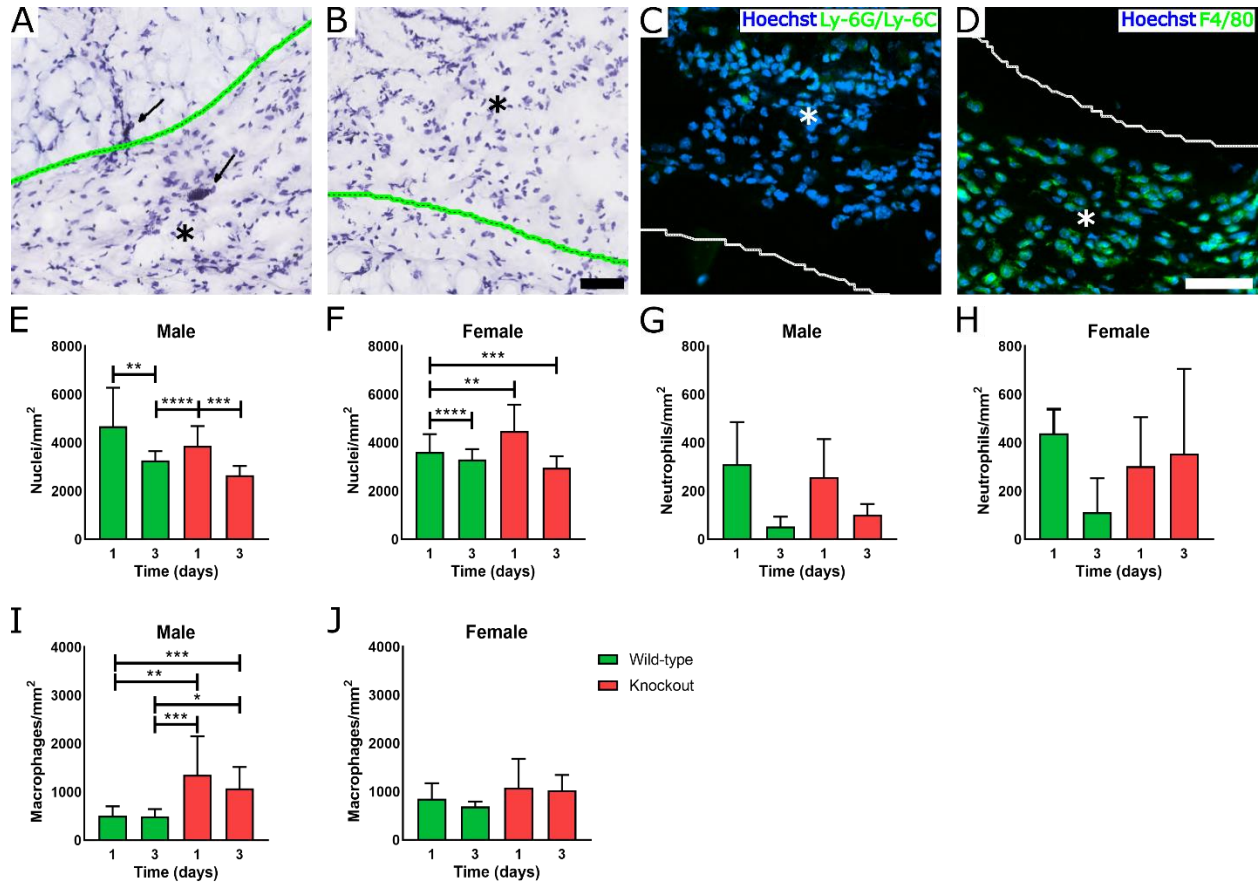 A
B
C
Hoechst Ly-6G/Ly-6C
D
Hoechst F4/80
*
*
*
*
E
Male
Nuclei/mm²
8000
6000
4000
2000
0
**
****
***
1 3 1 3
Time (days)
F
Female
Nuclei/mm²
8000
6000
4000
2000
0
***
**
****
1 3 1 3
Time (days)
G
Male
Neutrophils/mm²
800
600
400
200
0
1 3 1 3
Time (days)
H
Female
Neutrophils/mm²
800
600
400
200
0
1 3 1 3
Time (days)
I
Male
Macrophages/mm²
4000
3000
2000
1000
0
***
**
*
***
1 3 1 3
Time (days)
J
Female
Macrophages/mm²
4000
3000
2000
1000
0
1 3 1 3
Time (days)
Wild-type
Knockout